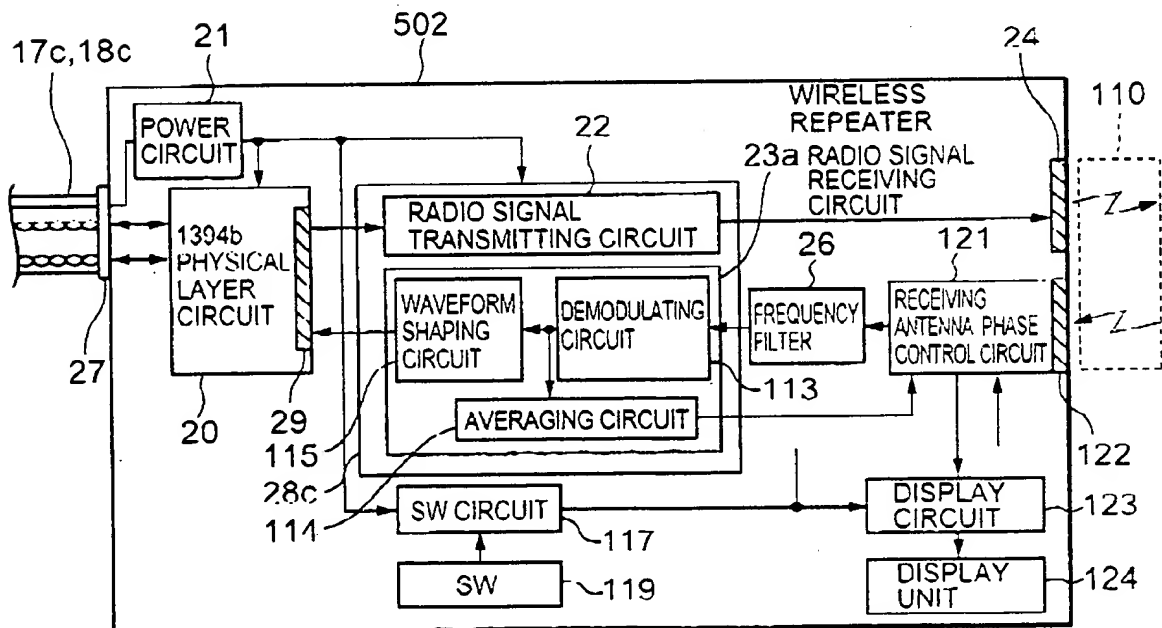 502
17c,18c
21
24
110
POWER
CIRCUIT
WIRELESS
REPEATER
22
23a
RADIO SIGNAL
RECEIVING
CIRCUIT
RADIO SIGNAL
TRANSMITTING CIRCUIT
1394b
PHYSICAL
LAYER
CIRCUIT
26
121
WAVEFORM
SHAPING
CIRCUIT
DEMODULATING
CIRCUIT
FREQUENCY
FILTER
RECEIVING
ANTENNA PHASE
CONTROL CIRCUIT
27
20
29
113
AVERAGING CIRCUIT
115
122
28c
114
SW CIRCUIT
117
DISPLAY
CIRCUIT
123
SW
119
DISPLAY
UNIT
124